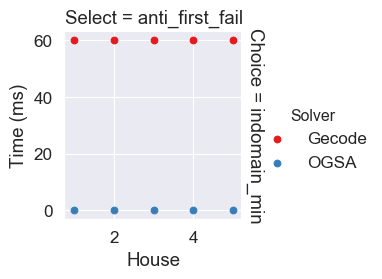 Select = anti_first_fail
Choice = indomain_min
Time (ms)
60
40
20
0
2
4
House
Solver
Gecode
OGSA